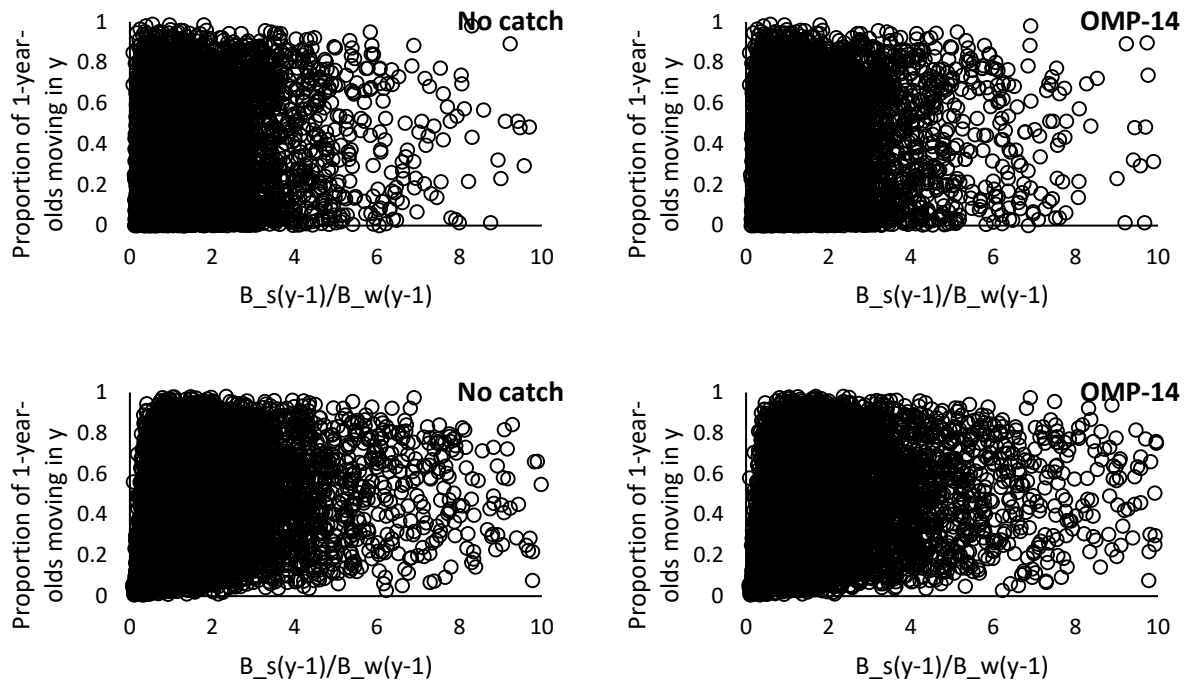 No catch
Proportion of 1-year-
olds moving in y
1
0.8
0.6
0.4
0.2
0
0 2 4 6 8 10
B_s(y-1)/B_w(y-1)
OMP-14
Proportion of 1-year-
olds moving in y
1
0.8
0.6
0.4
0.2
0
0 2 4 6 8 10
B_s(y-1)/B_w(y-1)
No catch
Proportion of 1-year-
olds moving in y
1
0.8
0.6
0.4
0.2
0
0 2 4 6 8 10
B_s(y-1)/B_w(y-1)
OMP-14
Proportion of 1-year-
olds moving in y
1
0.8
0.6
0.4
0.2
0
0 2 4 6 8 10
B_s(y-1)/B_w(y-1)